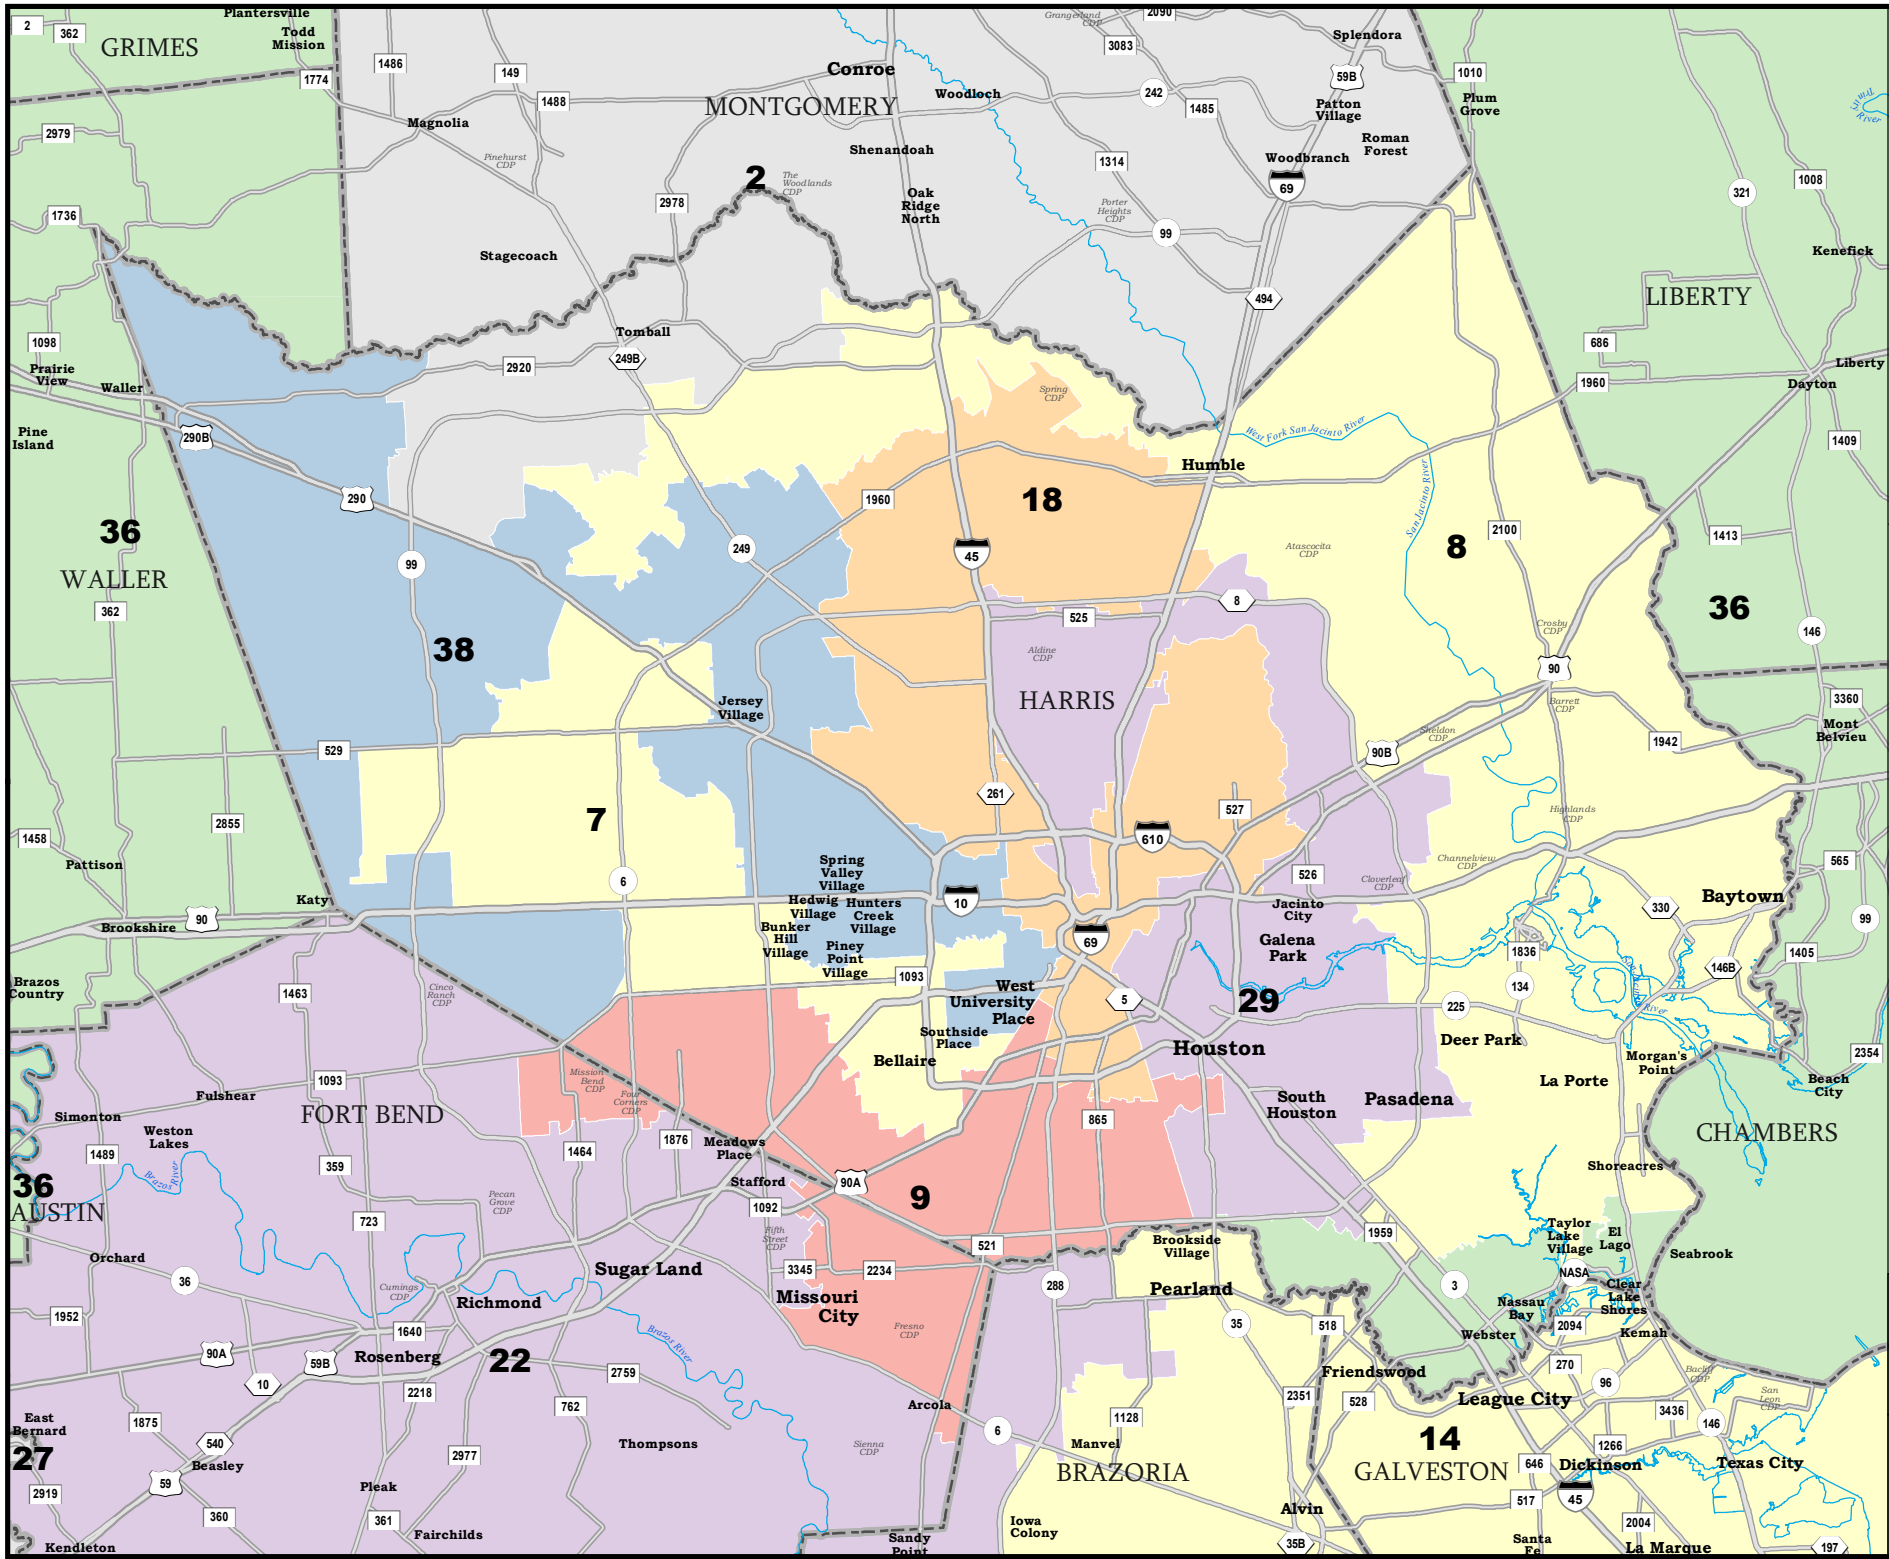 Plantersville
2090
Grangerland
CDP
2
362
GRIMES
Todd
Mission
1774
1486
149
1488
Conroe
3083
Splendora
59B
1010
Plum
Grove
Trinity
River
MONTGOMERY
Woodloch
242
1485
Patton
Village
Roman
Forest
2979
Magnolia
Pinehurst
CDP
Shenandoah
1314
Woodbranch
69
1008
321
2
The
Woodlands
CDP
2978
Oak
Ridge
North
Porter
Heights
CDP
99
1736
Stagecoach
Kenefick
494
LIBERTY
1098
Prairie
View
Waller
Tomball
249B
2920
686
1960
Liberty
Dayton
Spring
CDP
Pine
Island
290B
West Fork San Jacinto River
1409
Humble
San Jacinto River
290
1960
18
36
WALLER
99
249
45
Atascocita
CDP
8
2100
1413
362
8
525
36
38
Aldine
CDP
Crosby
CDP
146
90
HARRIS
Jersey
Village
Barrett
CDP
3360
Mont
Belvieu
529
Sheldon
CDP
90B
1942
7
261
527
Highlands
CDP
1458
2855
610
Pattison
Spring
Valley
Village
Channelview
CDP
565
6
526
Cloverleaf
CDP
Katy
Hedwig
Village
Hunters
Creek
Village
10
Jacinto
City
330
Baytown
90
Brookshire
Bunker
Hill
Village
Piney
Point
Village
69
Galena
Park
99
1836
1405
146B
Brazos
Country
1463
Cinco
Ranch
CDP
1093
West
University
Place
5
29
134
225
San Jacinto
River
Southside
Place
Bellaire
Houston
Deer Park
Morgan's
Point
2354
Mission
Bend
CDP
1093
Fulshear
Four
Corners
CDP
La Porte
Beach
City
Simonton
FORT BEND
South
Houston
Pasadena
865
Weston
Lakes
1489
Brazos
River
359
1464
1876
Meadows
Place
CHAMBERS
Shoreacres
36
AUSTIN
Pecan
Grove
CDP
Stafford
90A
9
723
1092
Fifth
Street
CDP
1959
Taylor
Lake
Village
El
Lago
Seabrook
Orchard
521
Brookside
Village
36
Cumings
CDP
Sugar Land
3345
2234
288
Pearland
3
NASA
Clear
Lake
Shores
Richmond
Missouri
City
Nassau
Bay
1952
1640
Fresno
CDP
35
518
Webster
2094
Kemah
90A
59B
Rosenberg
22
Brazos River
2759
Friendswood
270
Bacliff
CDP
10
2218
762
Arcola
2351
528
League City
96
San
Leon
CDP
East
Bernard
1875
6
1128
14
3436
146
27
540
Beasley
2977
Thompsons
Sienna
CDP
Manvel
BRAZORIA
GALVESTON
1266
646
Dickinson
Texas City
59
2919
Pleak
517
45
360
361
Fairchilds
Iowa
Colony
Alvin
2004
Kendleton
Sandy
Point
35B
Santa
Fe
La Marque
197